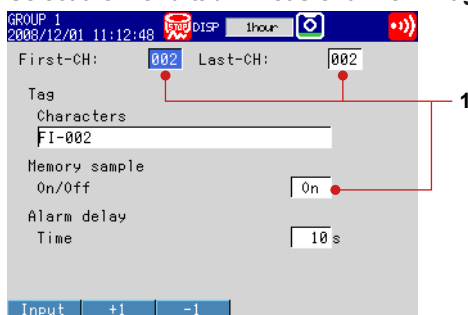 GROUP 1
2008/12/01 11:12:48 STOP DISP 1hour
First-CH: 002 Last-CH: 002
1
Tag
Characters
FI-002
Memory sample
On/Off On
Alarm delay
Time 10 s
Input +1 -1